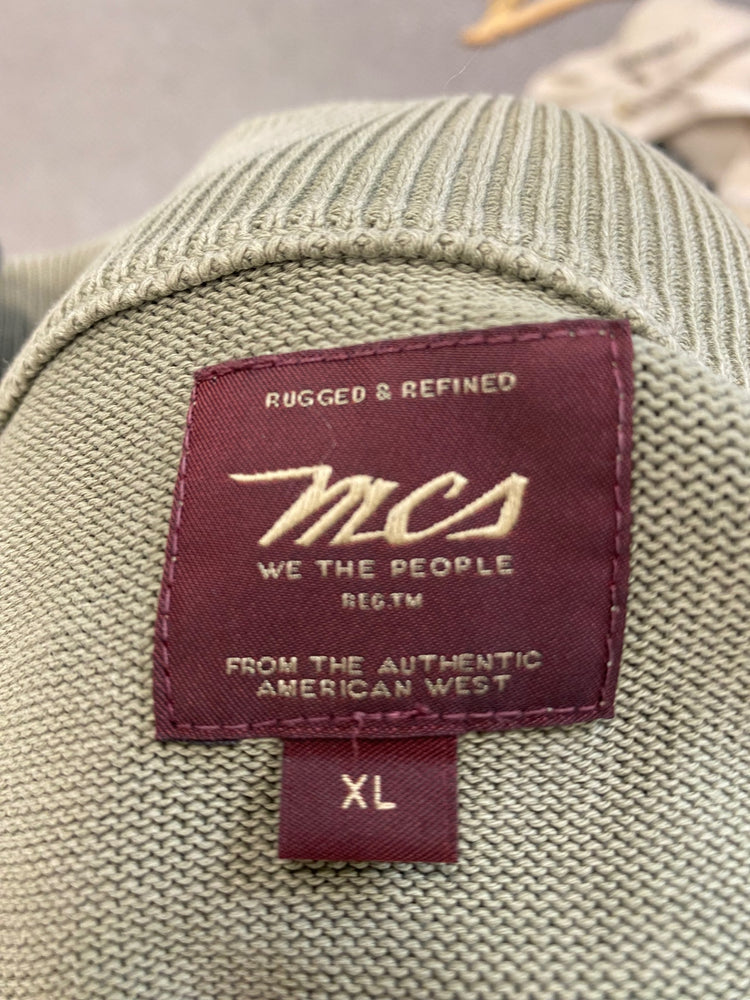 RUGGED & REFINED
mcs
WE THE PEOPLE
REG.TM
FROM THE AUTHENTIC
AMERICAN WEST
XL